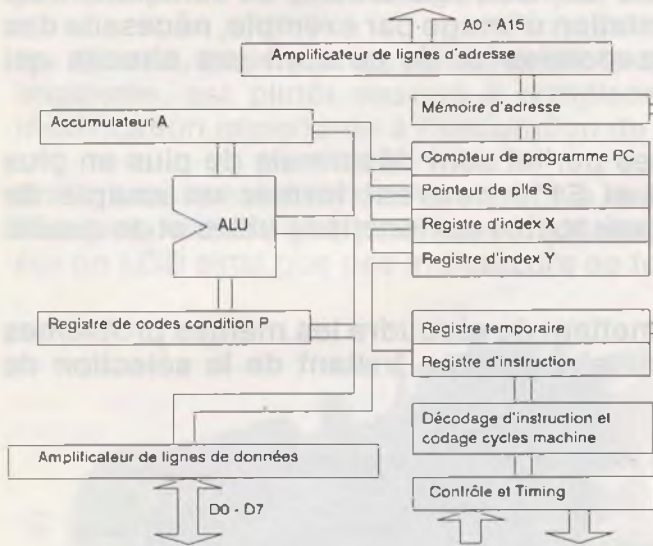 A0 - A15
Amplificateur de lignes d'adresse
Mémoire d'adresse
Accumulateur A
Compteur de programme PC
Pointeur de pile S
ALU
Registre d'index X
Registre d'index Y
Registre de codes condition P
Registre temporaire
Registre d'instruction
Décodage d'instruction et
codage cycles machine
Amplificateur de lignes de données
Contrôle et Timing
D0 - D7